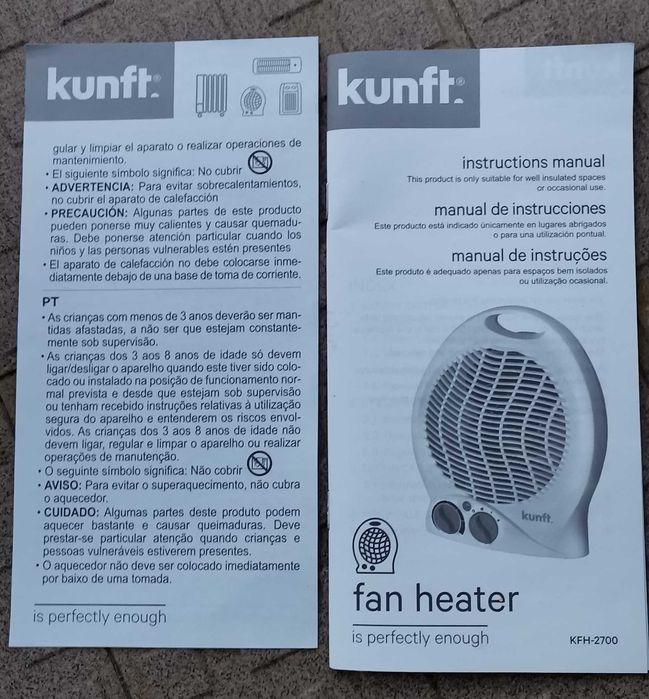 kunft.®
gular y limpiar el aparato o realizar operaciones de
mantenimiento.
• El siguiente símbolo significa: No cubrir
• ADVERTENCIA: Para evitar sobrecalentamientos,
no cubrir el aparato de calefacción
• PRECAUCIÓN: Algunas partes de este producto
pueden ponerse muy calientes y causar quemadu-
ras. Debe ponerse atención particular cuando los
niños y las personas vulnerables estén presentes
• El aparato de calefacción no debe colocarse inme-
diatamente debajo de una base de toma de corriente.
PT
• As crianças com menos de 3 anos deverão ser man-
tidas afastadas, a não ser que estejam constante-
mente sob supervisão.
• As crianças dos 3 aos 8 anos de idade só devem
ligar/desligar o aparelho quando este tiver sido colo-
cado ou instalado na posição de funcionamento nor-
mal prevista e desde que estejam sob supervisão
ou tenham recebido instruções relativas à utilização
segura do aparelho e entenderem os riscos envol-
vidos. As crianças dos 3 aos 8 anos de idade não
devem ligar, regular e limpar o aparelho ou realizar
operações de manutenção.
• O seguinte símbolo significa: Não cobrir
• AVISO: Para evitar o superaquecimento, não cubra
o aquecedor.
• CUIDADO: Algumas partes deste produto podem
aquecer bastante e causar queimaduras. Deve
prestar-se particular atenção quando crianças e
pessoas vulneráveis estiverem presentes.
• O aquecedor não deve ser colocado imediatamente
por baixo de uma tomada.
is perfectly enough
kunft.®
instructions manual
This product is only suitable for well insulated spaces
or occasional use.
manual de instrucciones
Este producto está indicado únicamente en lugares abrigados
o para una utilización pontual.
manual de instruções
Este produto é adequado apenas para espaços bem isolados
ou utilização ocasional.
kunft.
fan heater
is perfectly enough
KFH-2700